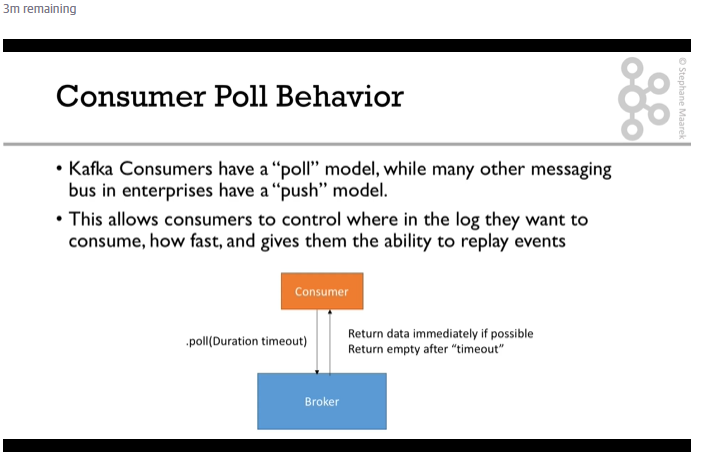 3m remaining
© Stephane Maarek
Consumer Poll Behavior
• Kafka Consumers have a “poll” model, while many other messaging
bus in enterprises have a “push” model.
• This allows consumers to control where in the log they want to
consume, how fast, and gives them the ability to replay events
Consumer
.poll(Duration timeout)
Return data immediately if possible
Return empty after “timeout”
Broker